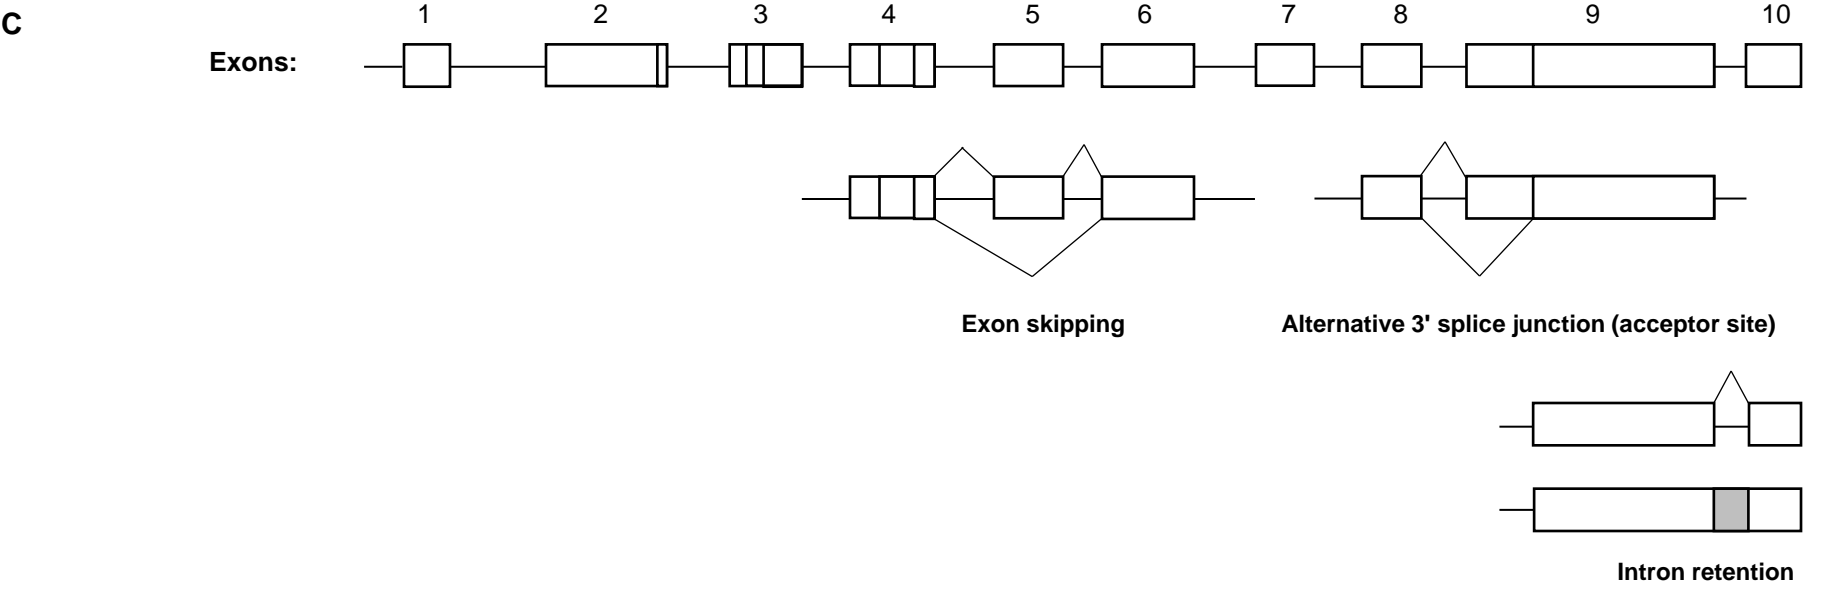 C
1 2 3 4 5 6 7 8 9 10
Exons:
Exon skipping
Alternative 3' splice junction (acceptor site)
Intron retention